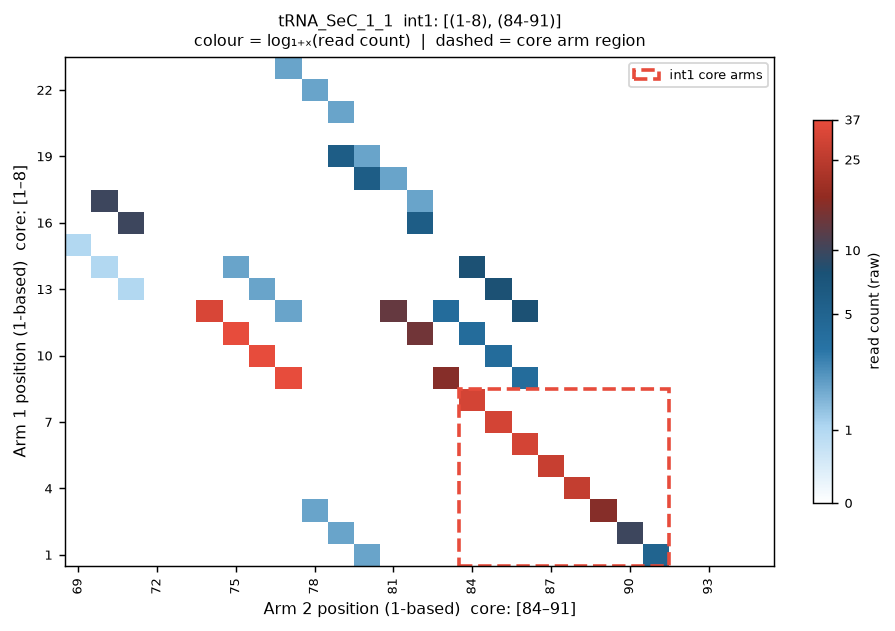 tRNA_SeC_1_1  int1: [(1-8), (84-91)]
colour = log₁₊ₓ(read count)  |  dashed = core arm region
int1 core arms
Arm 1 position (1-based)  core: [1–8]
22
19
16
13
10
7
4
1
69 72 75 78 81 84 87 90 93
Arm 2 position (1-based)  core: [84–91]
37
25
10
5
1
0
read count (raw)